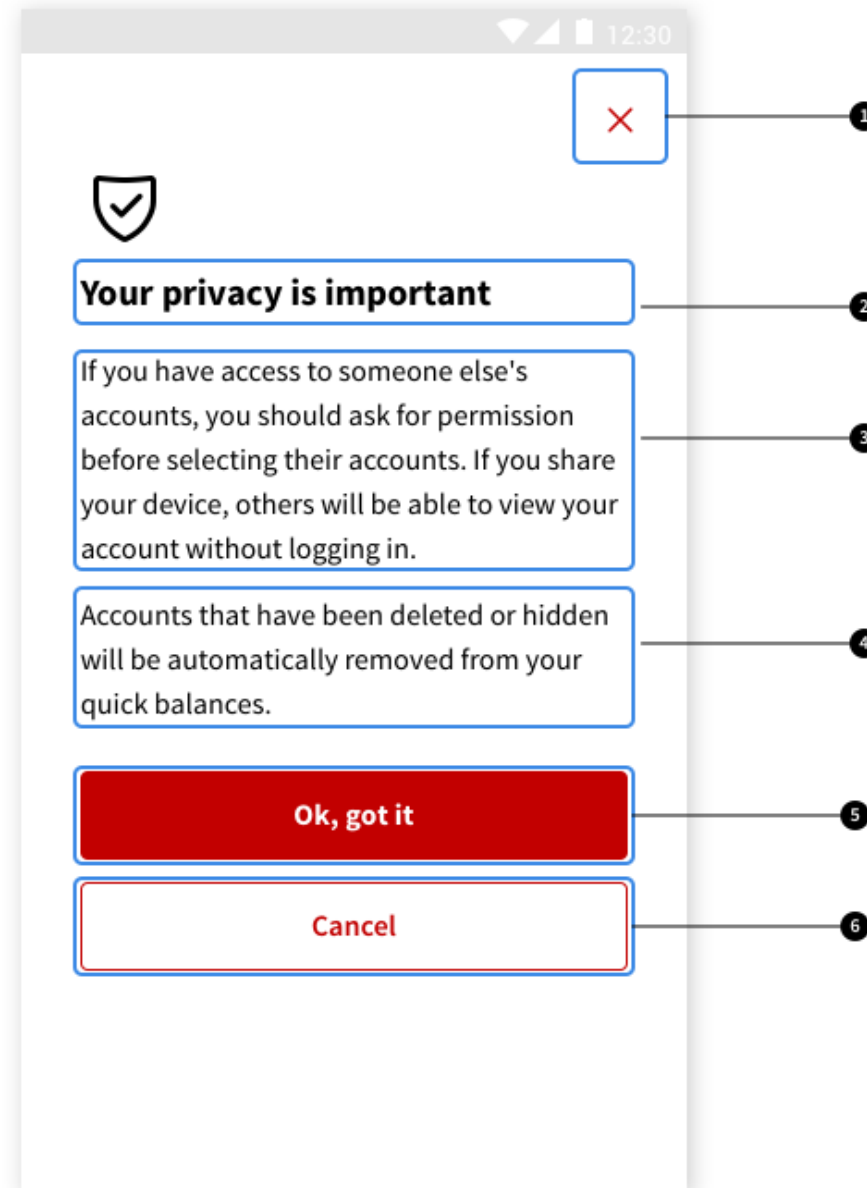 12:30
1
Your privacy is important
2
If you have access to someone else's
accounts, you should ask for permission
before selecting their accounts. If you share
your device, others will be able to view your
account without logging in.
3
Accounts that have been deleted or hidden
will be automatically removed from your
quick balances.
4
Ok, got it
5
Cancel
6